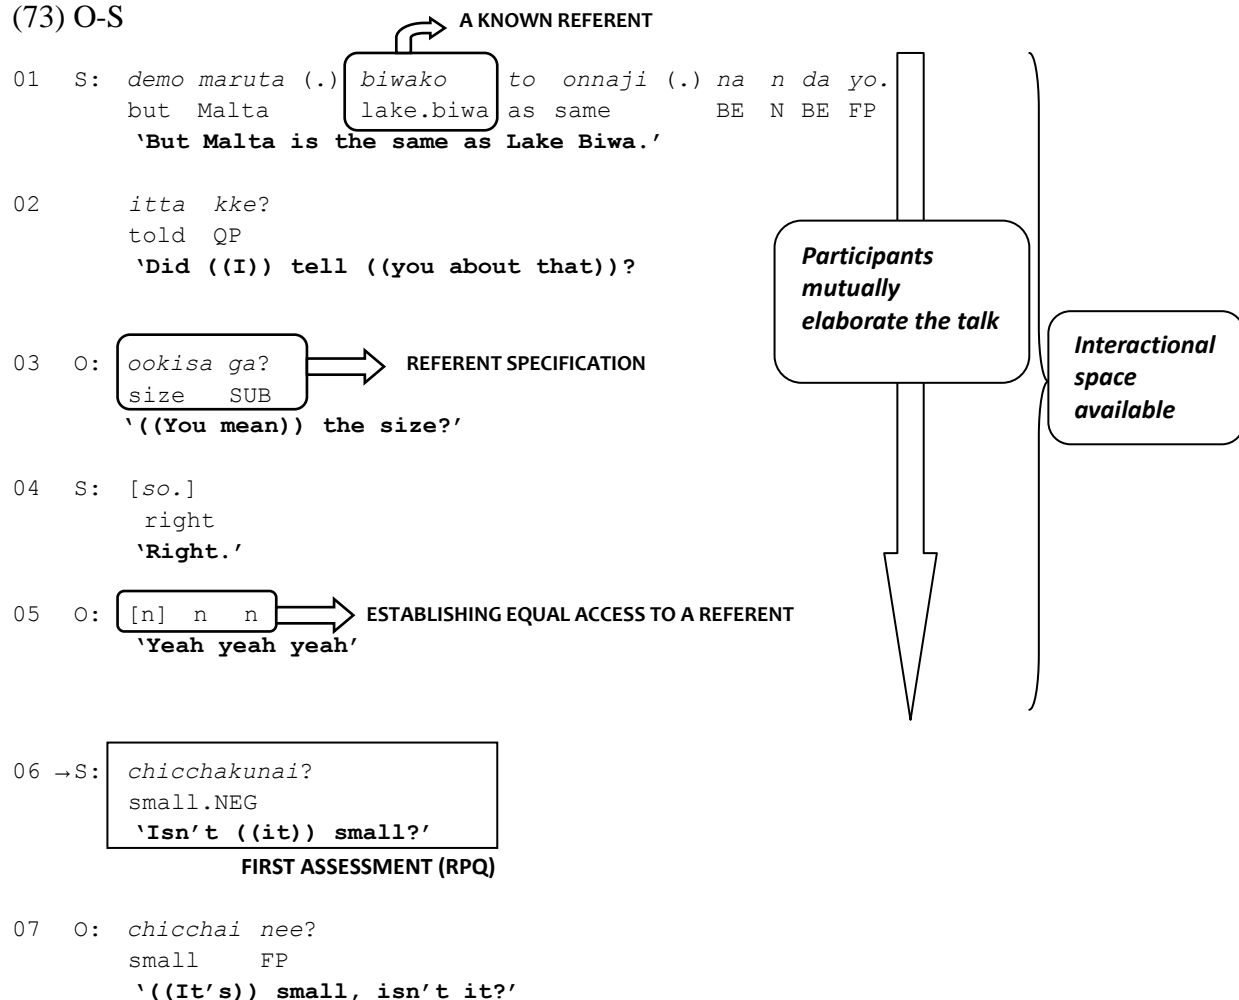 (73) O-S
A KNOWN REFERENT
01 S: demo maruta (.) biwako to onnaji (.) na n da yo.
but Malta lake.biwa as same BE N BE FP
‘But Malta is the same as Lake Biwa.’
02 itta kke?
told QP
‘Did ((I)) tell ((you about that))?
Participants
mutually
elaborate the talk
Interactional
space
available
03 O: ookisa ga? REFERENT SPECIFICATION
size SUB
‘((You mean)) the size?’
04 S: [so.]
right
‘Right.’
05 O: [n] n n ESTABLISHING EQUAL ACCESS TO A REFERENT
‘Yeah yeah yeah’
06 →S: chicchakunai?
small.NEG
‘Isn’t ((it)) small?’
FIRST ASSESSMENT (RPQ)
07 O: chicchai nee?
small FP
‘((It’s)) small, isn’t it?’